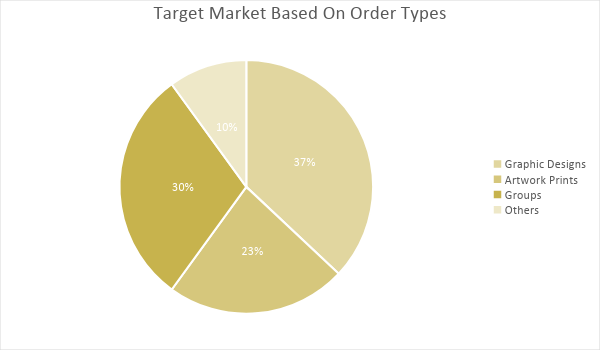 Target Market Based On Order Types
10%
37%
30%
23%
Graphic Designs
Artwork Prints
Groups
Others